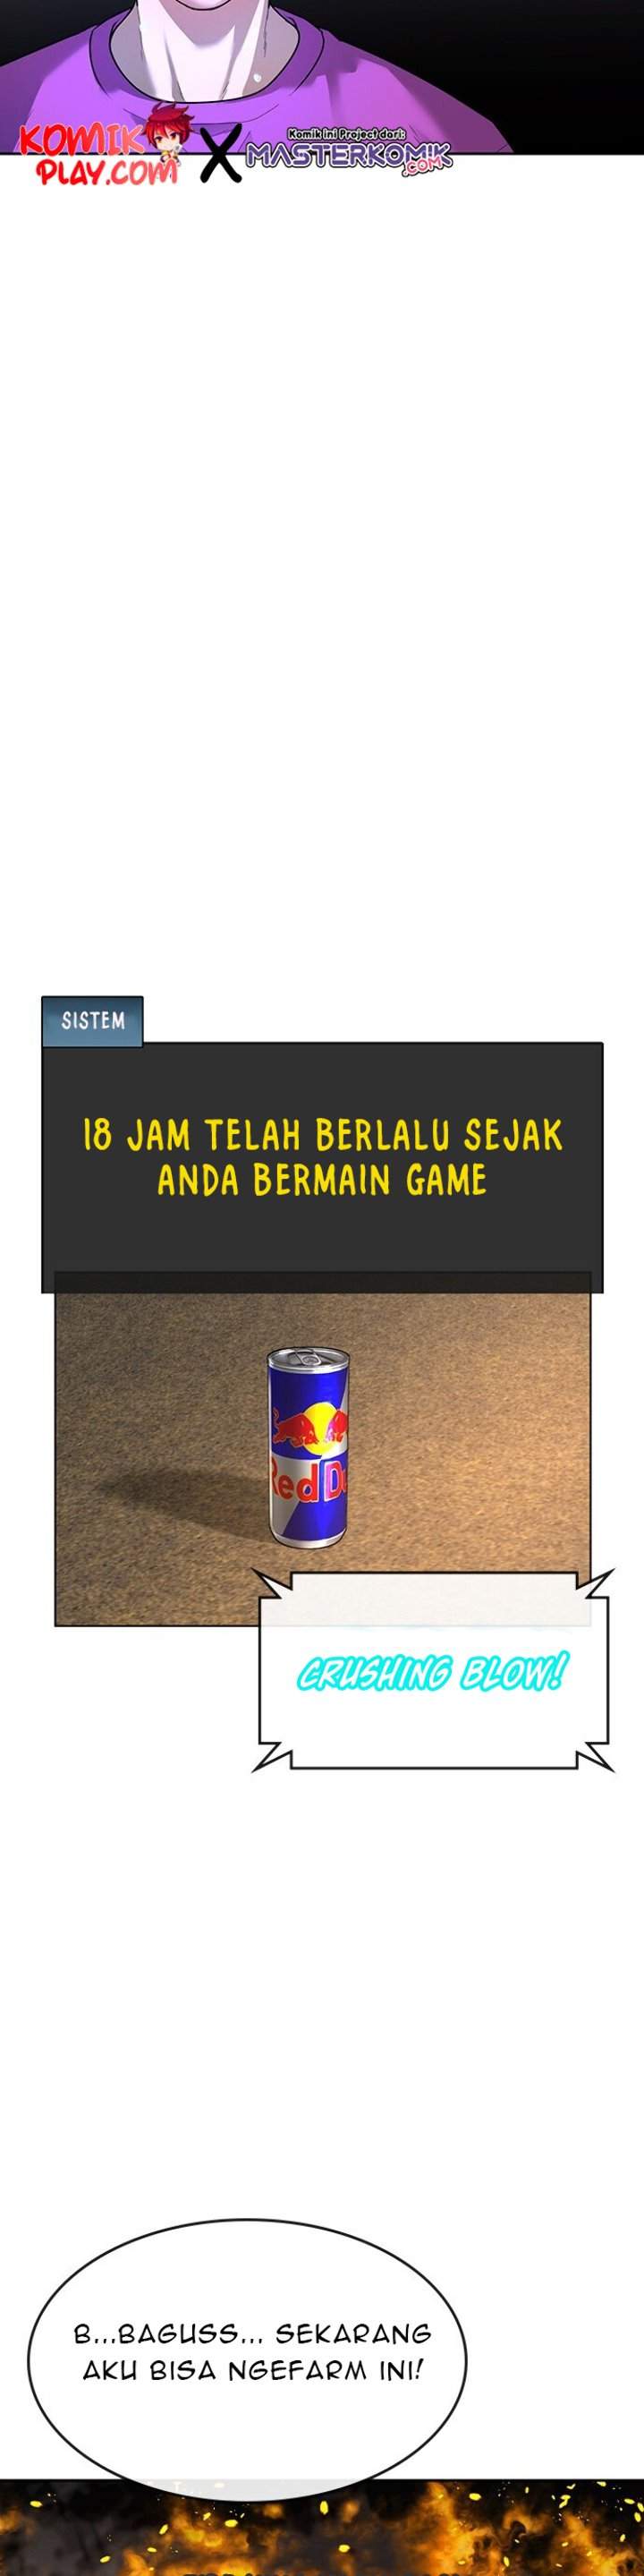 KOMIK
PLAY.COM
X
Komik ini Project dari:
MASTERKOMIK
.COM
SISTEM
18 JAM TELAH BERLALU SEJAK
ANDA BERMAIN GAME
Red
CRUSHING BLOW!
B...BAGUSS... SEKARANG
AKU BISA NGEFARM INI!